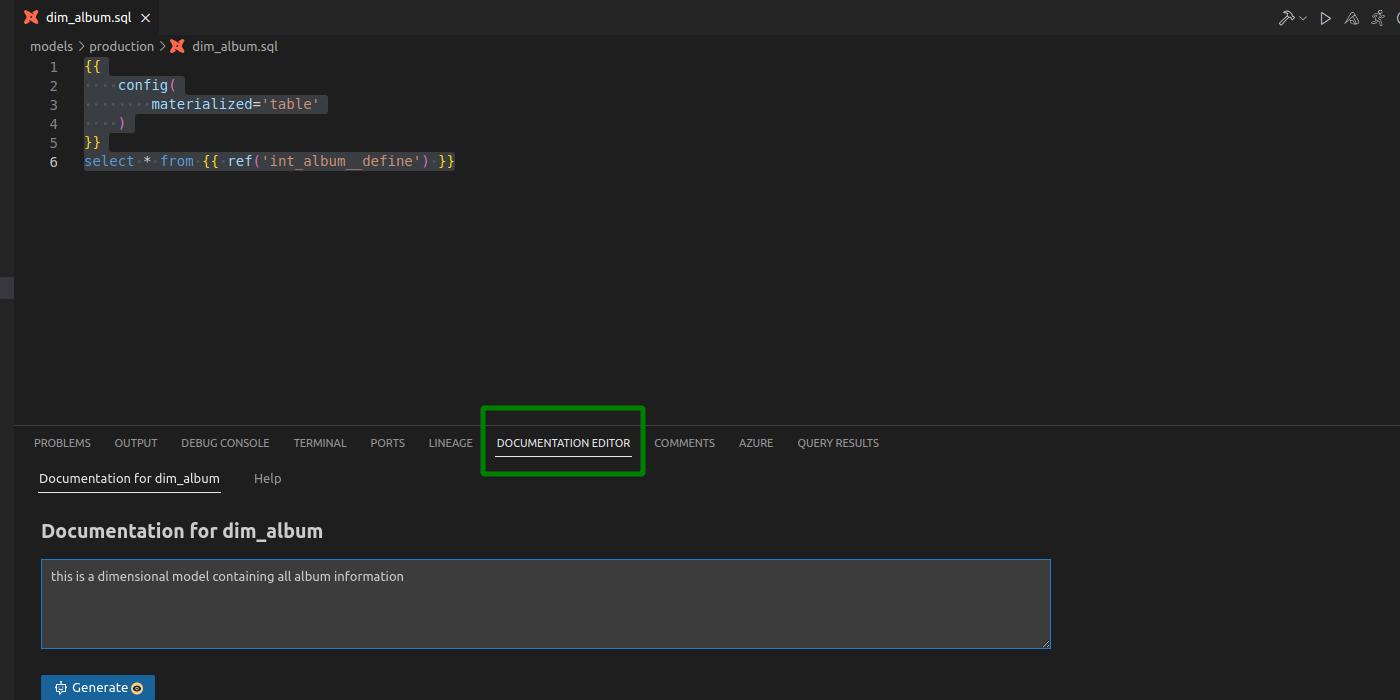 dim_album.sql
models > production > dim_album.sql
1 {{
2     config(
3         materialized='table'
4     )
5 }}
6 select * from {{ ref('int_album__define') }}
PROBLEMS OUTPUT DEBUG CONSOLE TERMINAL PORTS LINEAGE DOCUMENTATION EDITOR COMMENTS AZURE QUERY RESULTS
Documentation for dim_album Help
Documentation for dim_album
this is a dimensional model containing all album information
Generate